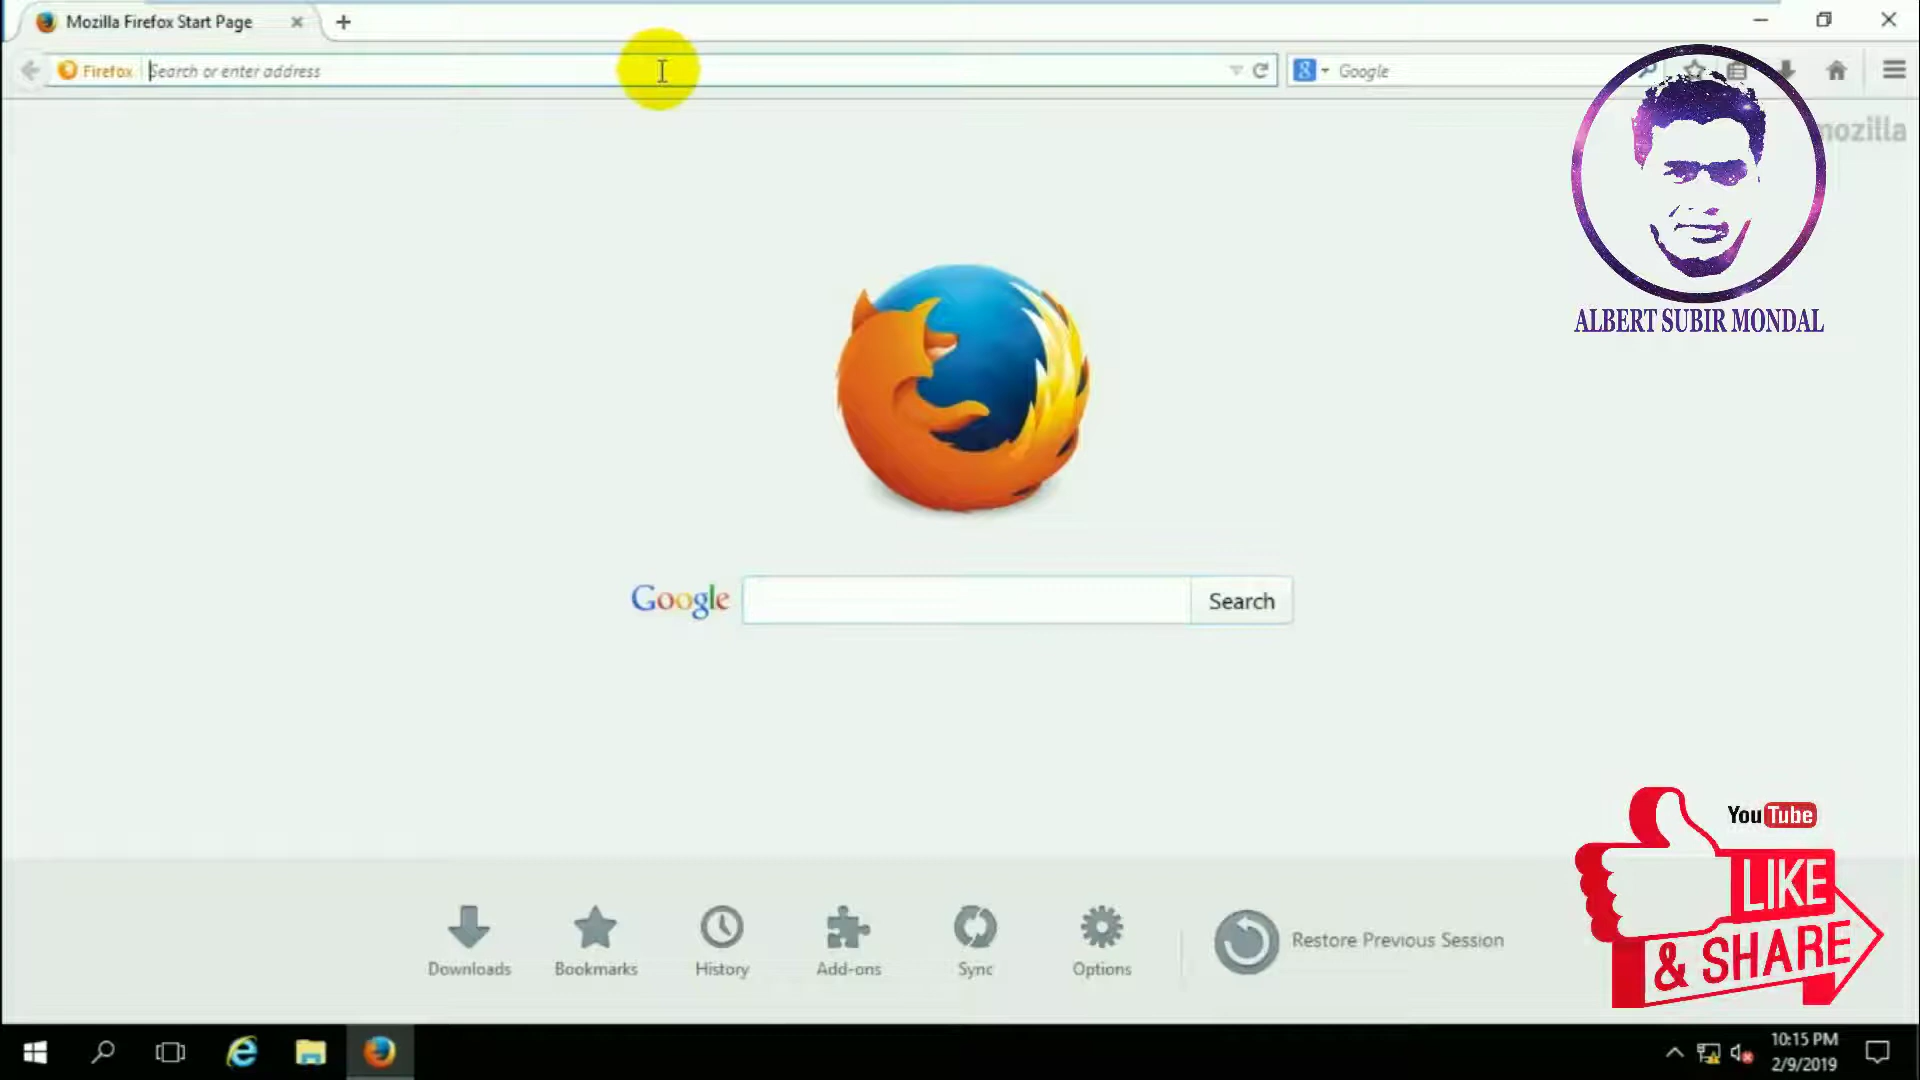 Mozilla Firefox Start Page
Firefox
Search or enter address
8
Google
mozilla
ALBERT SUBIR MONDAL
Google
Search
YouTube
LIKE
& SHARE
Downloads
Bookmarks
History
Add-ons
Sync
Options
Restore Previous Session
10:15 PM
2/9/2019